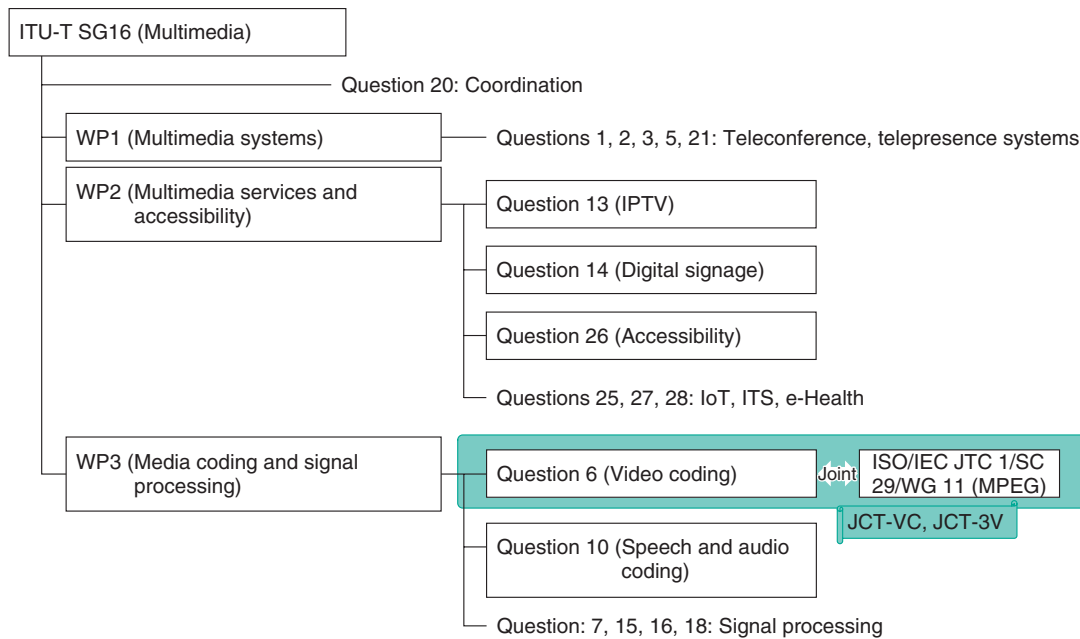 ITU-T SG16 (Multimedia)
Question 20: Coordination
WP1 (Multimedia systems)
Questions 1, 2, 3, 5, 21: Teleconference, telepresence systems
WP2 (Multimedia services and
accessibility)
Question 13 (IPTV)
Question 14 (Digital signage)
Question 26 (Accessibility)
Questions 25, 27, 28: IoT, ITS, e-Health
WP3 (Media coding and signal
processing)
Question 6 (Video coding)
Joint
ISO/IEC JTC 1/SC
29/WG 11 (MPEG)
JCT-VC, JCT-3V
Question 10 (Speech and audio
coding)
Question: 7, 15, 16, 18: Signal processing